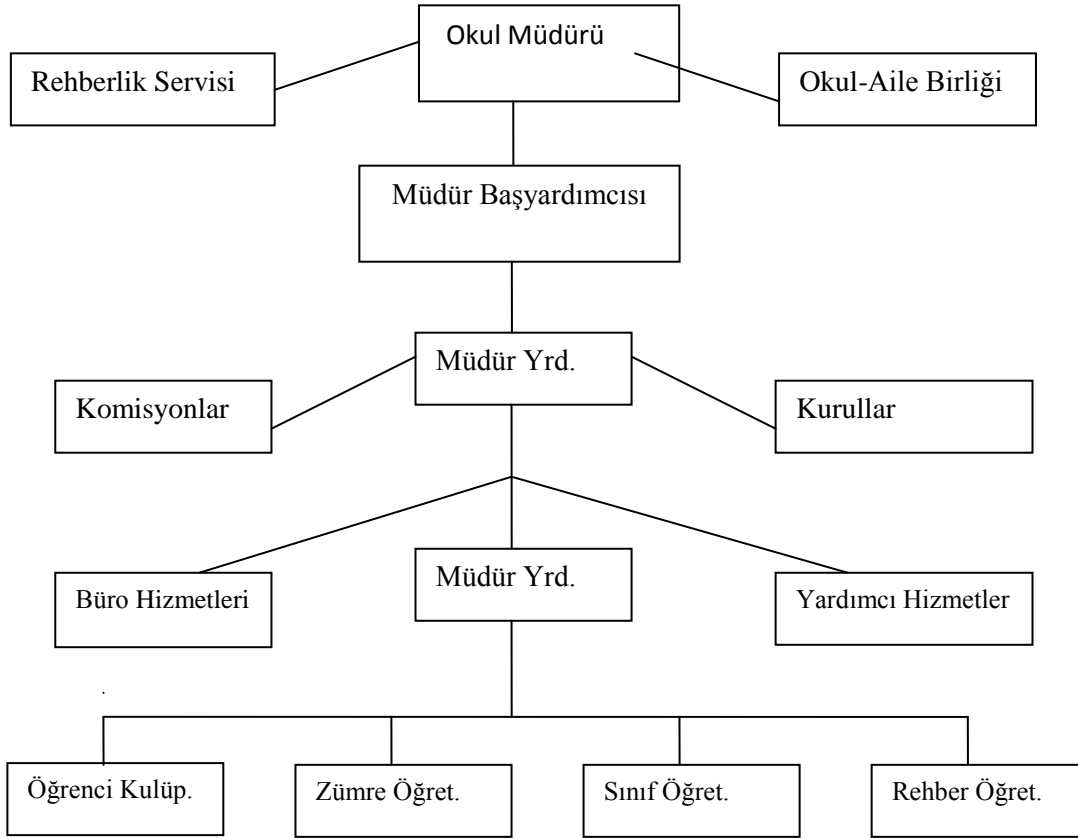 Okul Müdürü
Rehberlik Servisi
Okul-Aile Birliği
Müdür Başyardımcısı
Müdür Yrd.
Komisyonlar
Kurullar
Müdür Yrd.
Büro Hizmetleri
Yardımcı Hizmetler
.
Öğrenci Kulüp.
Zümre Öğret.
Sınıf Öğret.
Rehber Öğret.